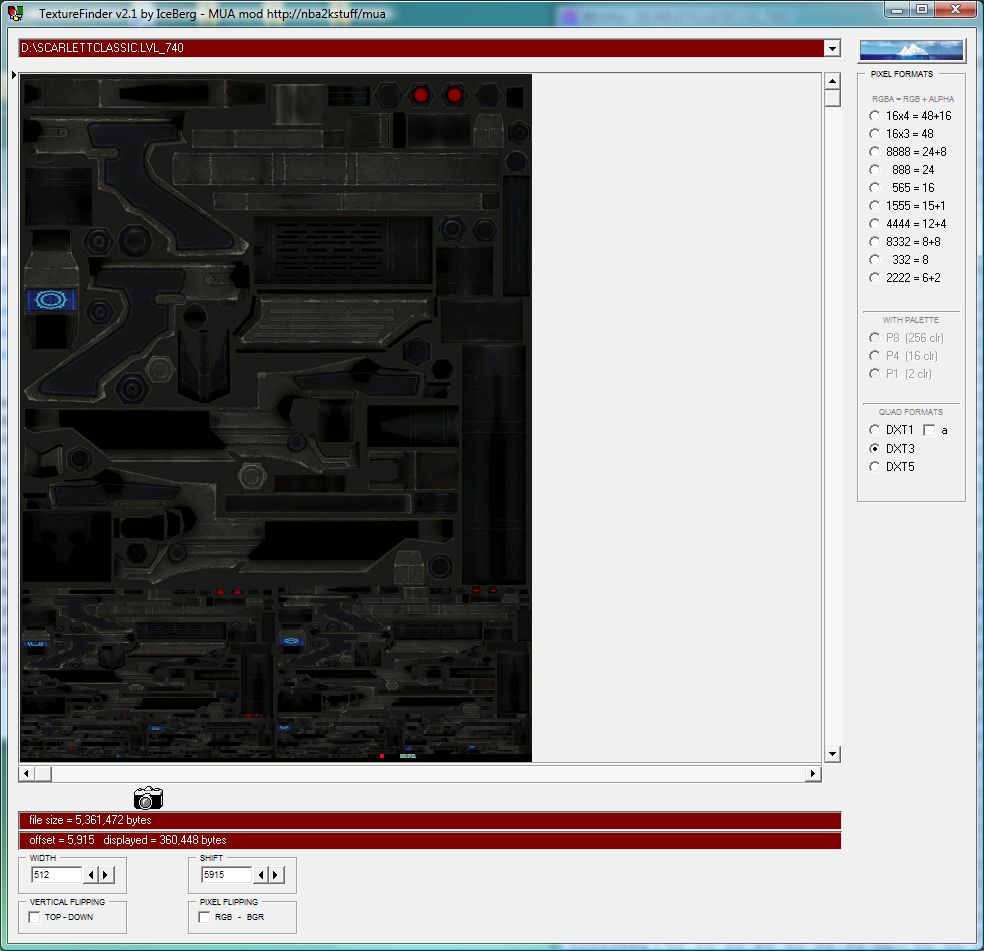 TextureFinder v2.1 by IceBerg - MUA mod http://nba2kstuff/mua
D:\SCARLETTCLASSIC.LVL_740
PIXEL FORMATS
RGBA = RGB + ALPHA
16x4 = 48+16
16x3 = 48
8888 = 24+8
888 = 24
565 = 16
1555 = 15+1
4444 = 12+4
8332 = 8+8
332 = 8
2222 = 6+2
WITH PALETTE
P8 (256 clr)
P4 (16 clr)
P1 (2 clr)
QUAD FORMATS
DXT1 a
DXT3
DXT5
file size = 5,361,472 bytes
offset = 5,915 displayed = 360,448 bytes
WIDTH
512
SHIFT
5915
VERTICAL FLIPPING
TOP - DOWN
PIXEL FLIPPING
RGB - BGR